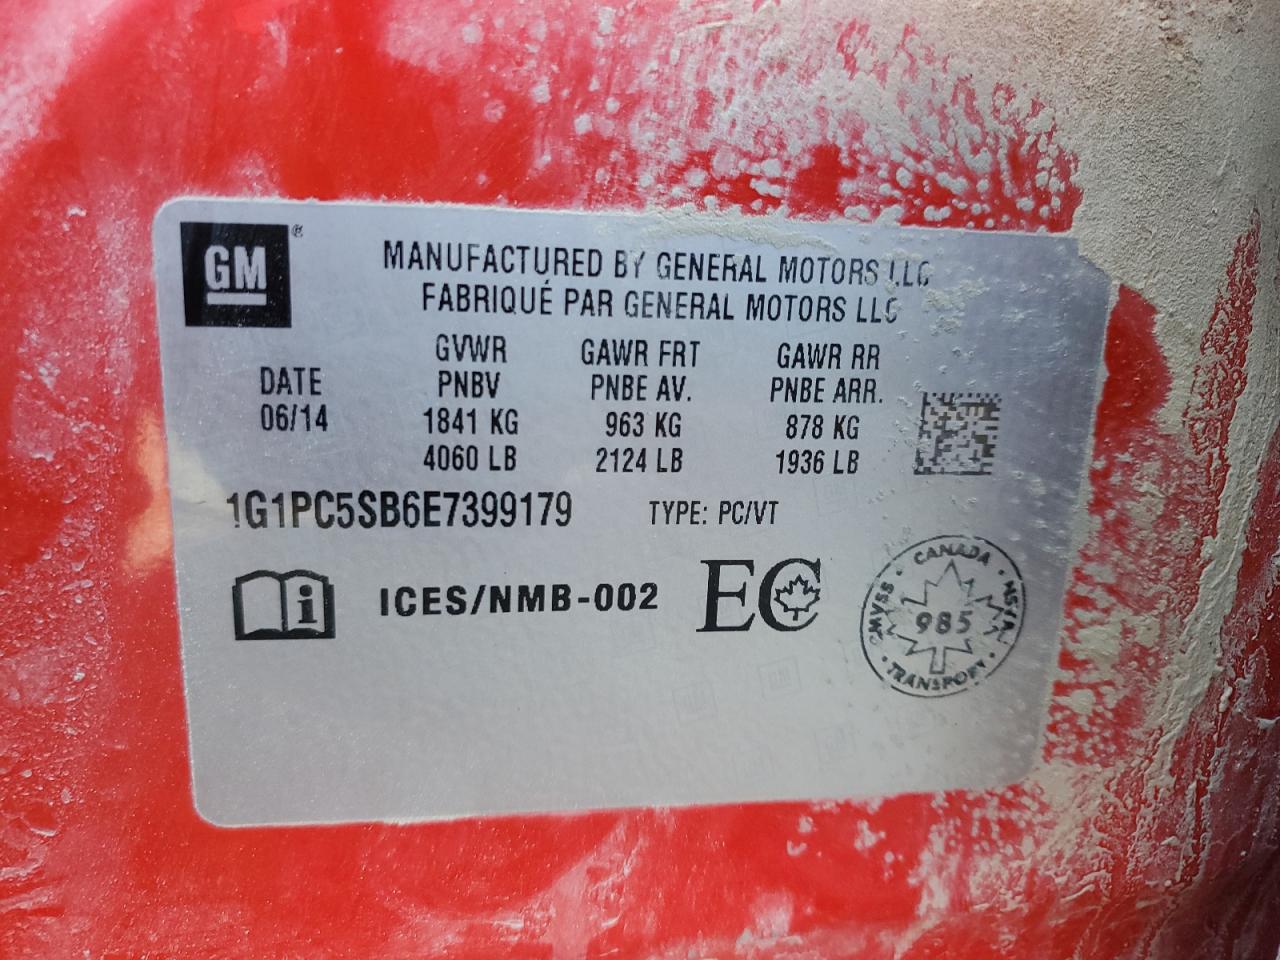 GM®
MANUFACTURED BY GENERAL MOTORS LLC
FABRIQUÉ PAR GENERAL MOTORS LLC
GVWR GAWR FRT GAWR RR
DATE PNBV PNBE AV. PNBE ARR.
06/14 1841 KG 963 KG 878 KG
4060 LB 2124 LB 1936 LB
1G1PC5SB6E7399179 TYPE: PC/VT
i ICES/NMB-002 EC
CANADA
985
TRANSPORT